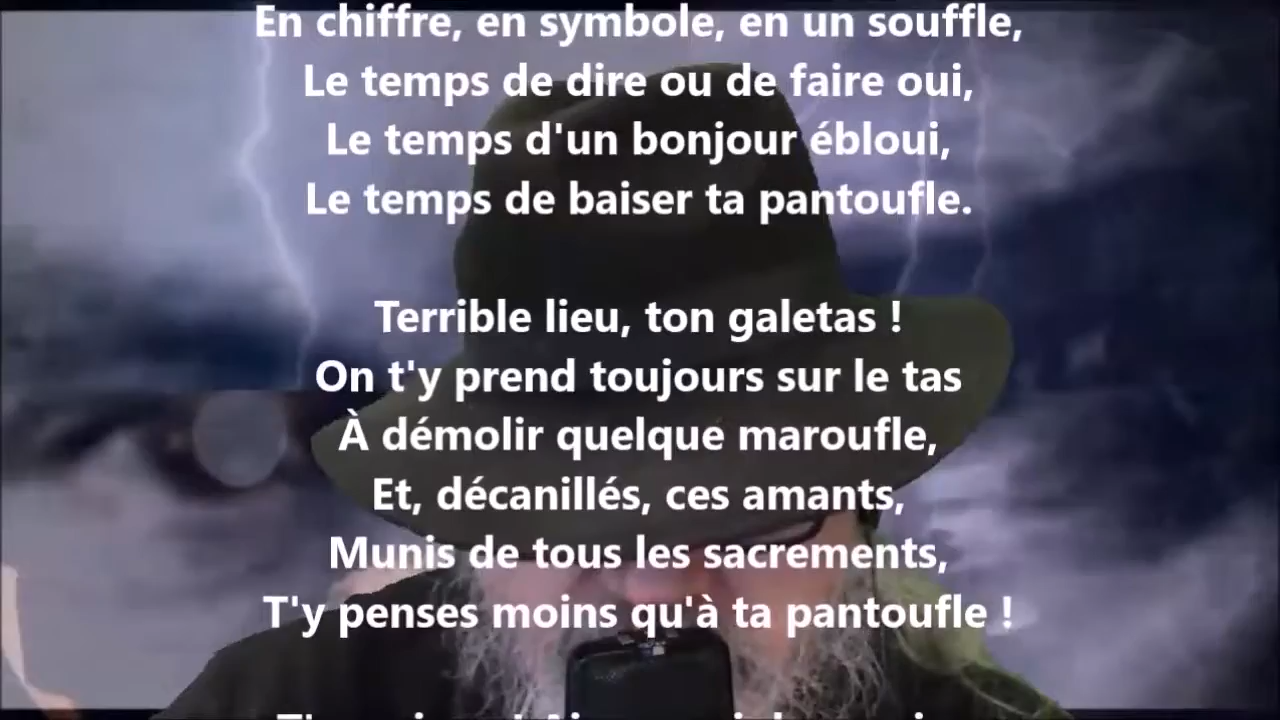 En chiffre, en symbole, en un souffle,
Le temps de dire ou de faire oui,
Le temps d'un bonjour ébloui,
Le temps de baiser ta pantoufle.
Terrible lieu, ton galetas !
On t'y prend toujours sur le tas
À démolir quelque maroufle,
Et, décanillés, ces amants,
Munis de tous les sacrements,
T'y penses moins qu'à ta pantoufle !